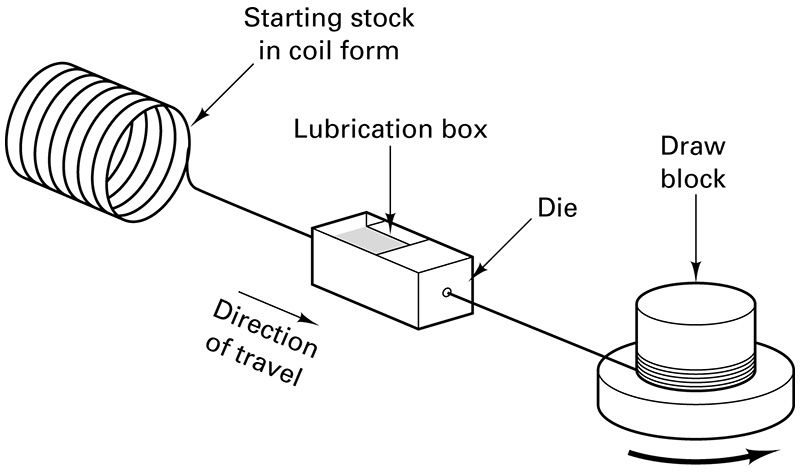 Starting stock
in coil form
Lubrication box
Draw
block
Die
Direction
of travel